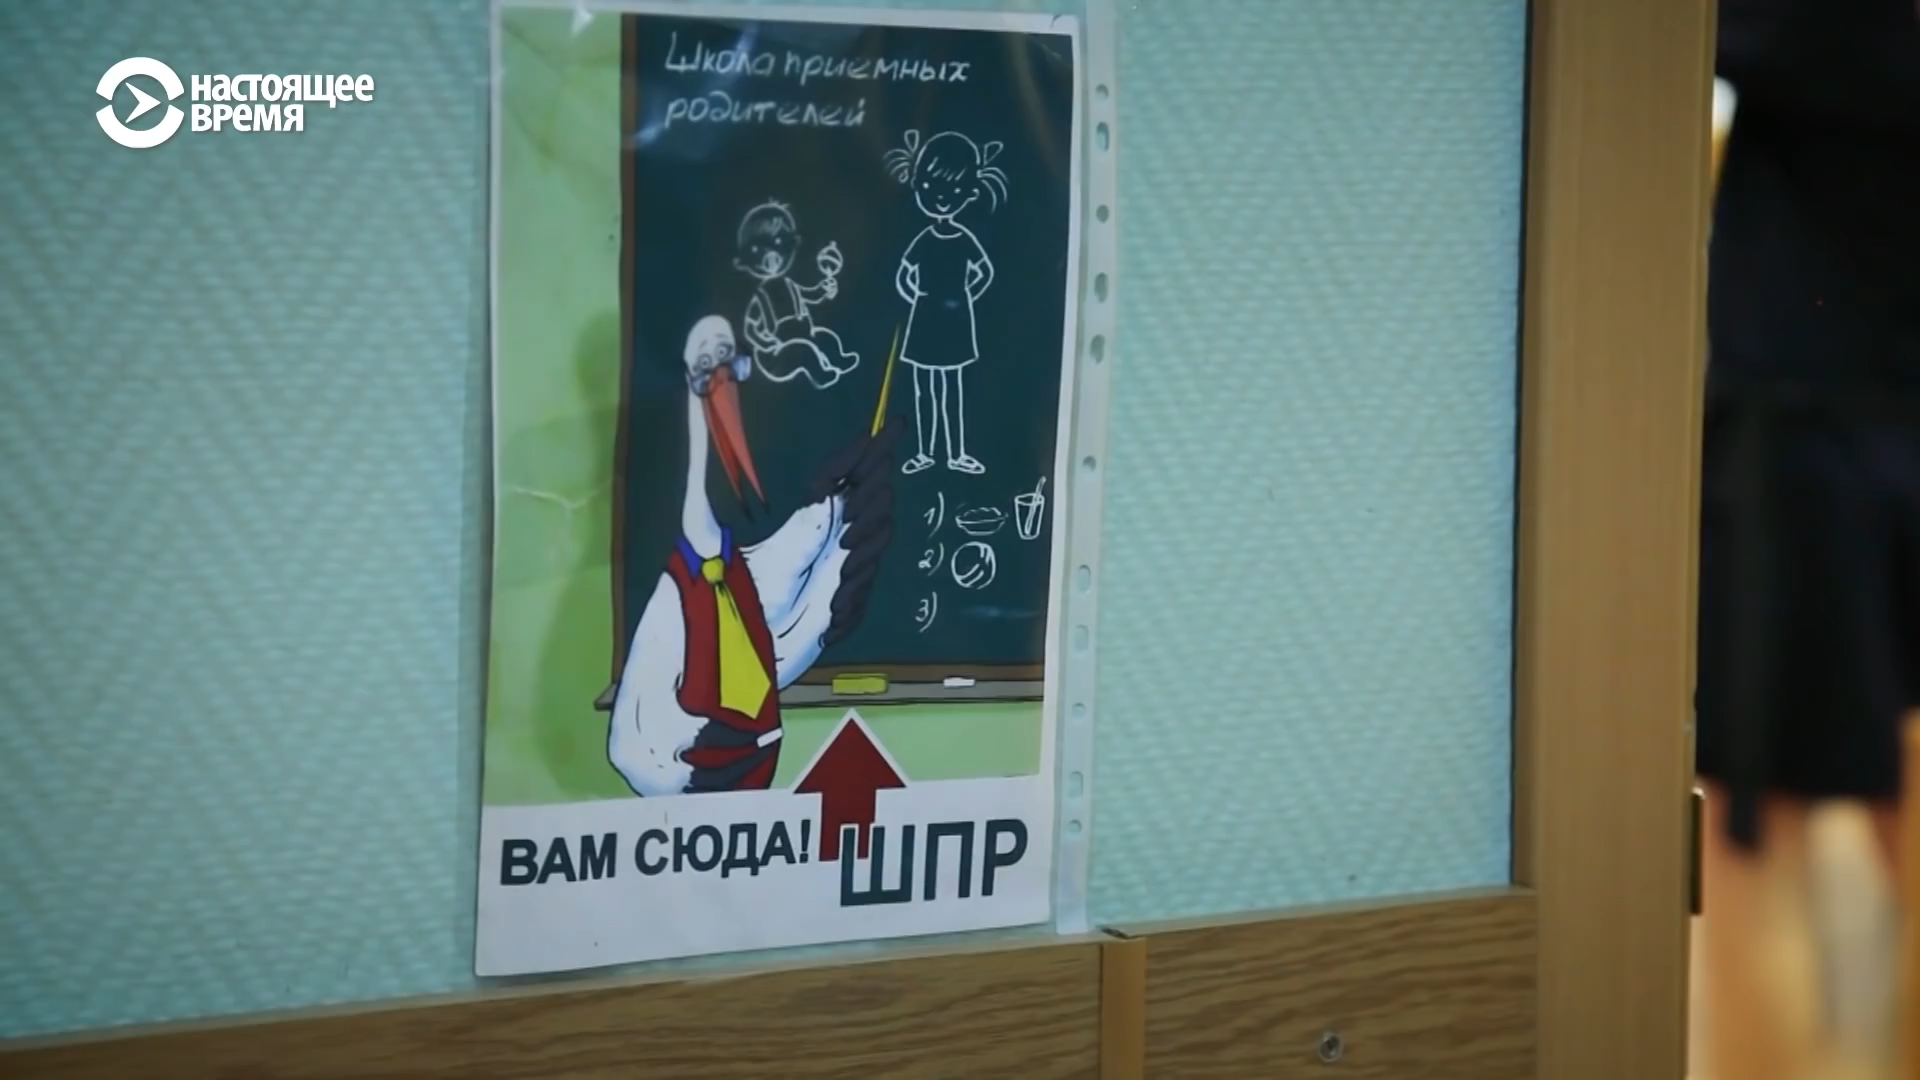 НАСТОЯЩЕЕ
ВРЕМЯ
Школа приемных
родителей
1)
2)
3)
ВАМ СЮДА!
ШПР